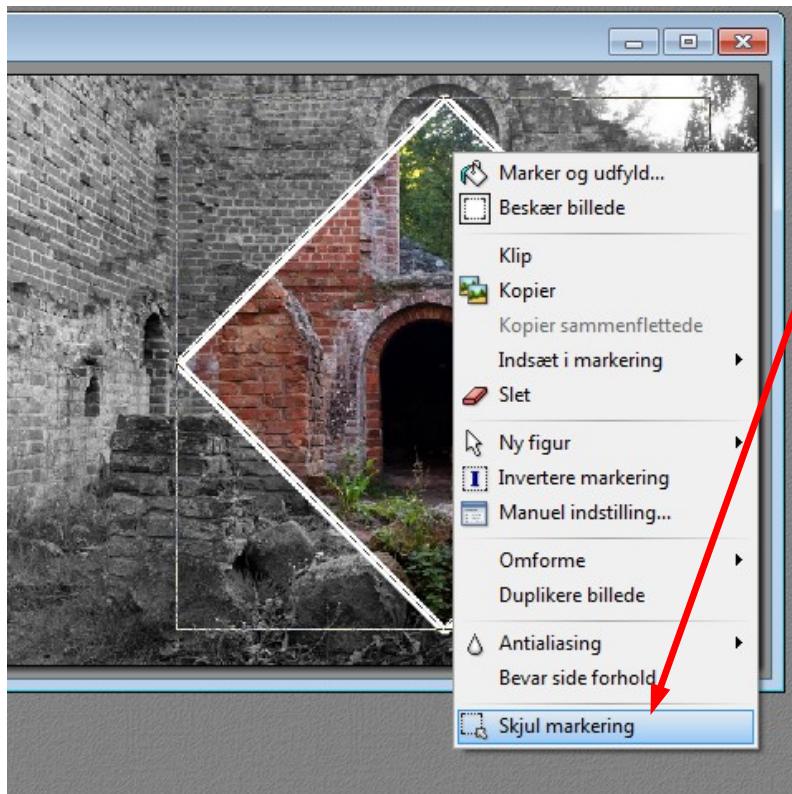 Marker og udfyld...
Beskær billede
Klip
Kopier
Kopier sammenflettede
Indsæt i markering
Slet
Ny figur
Invertere markering
Manuel indstilling...
Omforme
Duplikere billede
Antialiasing
Bevar side forhold
Skjul markering